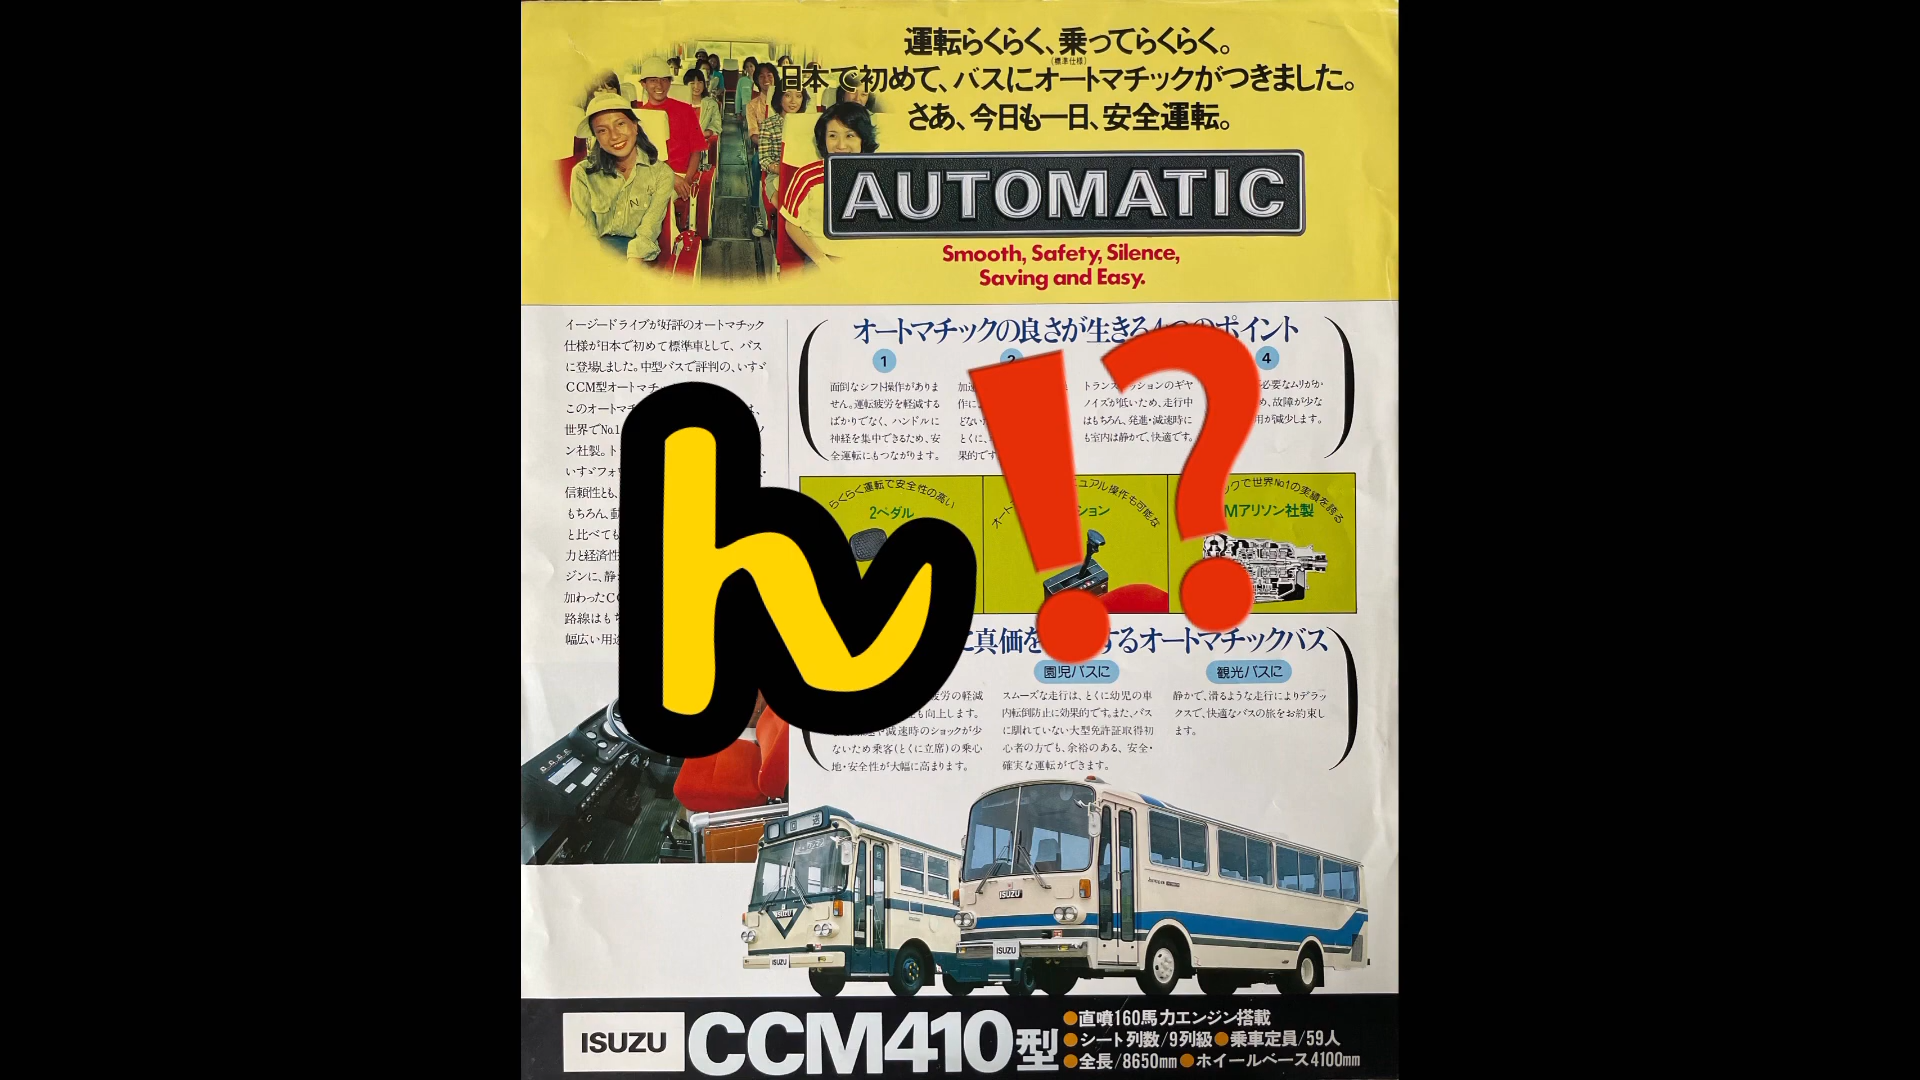 運転らくらく、乗ってらくらく。
(標準仕様)
日本で初めて、バスにオートマチックがつきました。
さあ、今日も一日、安全運転。
AUTOMATIC
Smooth, Safety, Silence,
Saving and Easy.
イージードライブが好評のオートマチック
仕様が日本で初めて標準車として、バス
に登場しました。中型バスで評判の、いすゞ
CCM型オートマチ
このオートマチ
世界でNo.1
ン社製。ト
いすゞフォ
信頼性とも、
もちろん、動
と比べても
力と経済性
ジンに、静か
加わったCC
路線はもち
幅広い用途
オートマチックの良さが生きる4つのポイント
1
面倒なシフト操作がありま
せん。運転疲労を軽減する
ばかりでなく、ハンドルに
神経を集中できるため、安
全運転にもつながります。
2
加速
作に
どない
とくに、
果的です
トランスミッションのギヤ
ノイズが低いため、走行中
はもちろん、発進・減速時に
も室内は静かで、快適です。
4
必要なムリがか
め、故障が少な
用が減少します。
らくらく運転で安全性の高い
2ペダル
オート
ュアル操作も可能な
ション
ックで世界No1の実績を誇る
Mアリソン社製
ん!?
に真価を
するオートマチックバス
疲労の軽減
も向上します。
減速時のショックが少
ないため乗客(とくに立席)の乗心
地・安全性が大幅に高まります。
園児バスに
スムーズな走行は、とくに幼児の車
内転倒防止に効果的です。また、バス
に馴れていない大型免許証取得初
心者の方でも、余裕のある、安全・
確実な運転ができます。
観光バスに
静かで、滑るような走行によりデラッ
クスで、快適なバスの旅をお約束し
ます。
回送
ISUZU
ISUZU
ISUZU
ISUZU
ISUZU CCM410型
●直噴160馬力エンジン搭載
●シート列数/9列級●乗車定員/59人
●全長/8650mm●ホイールベース4100mm